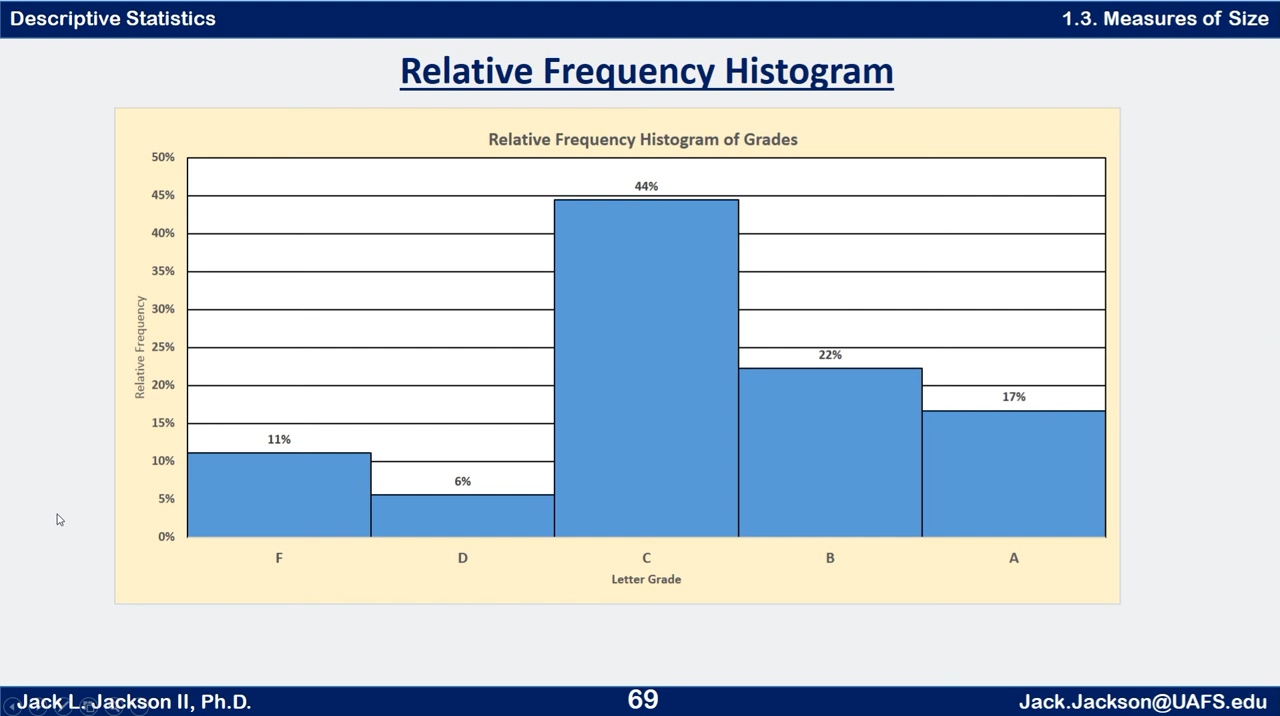 Descriptive Statistics
1.3. Measures of Size
Relative Frequency Histogram
Relative Frequency Histogram of Grades
50%
45%
40%
35%
30%
25%
20%
15%
10%
5%
0%
Relative Frequency
11%
6%
44%
22%
17%
F
D
C
B
A
Letter Grade
Jack L. Jackson II, Ph.D.
69
Jack.Jackson@UAFS.edu